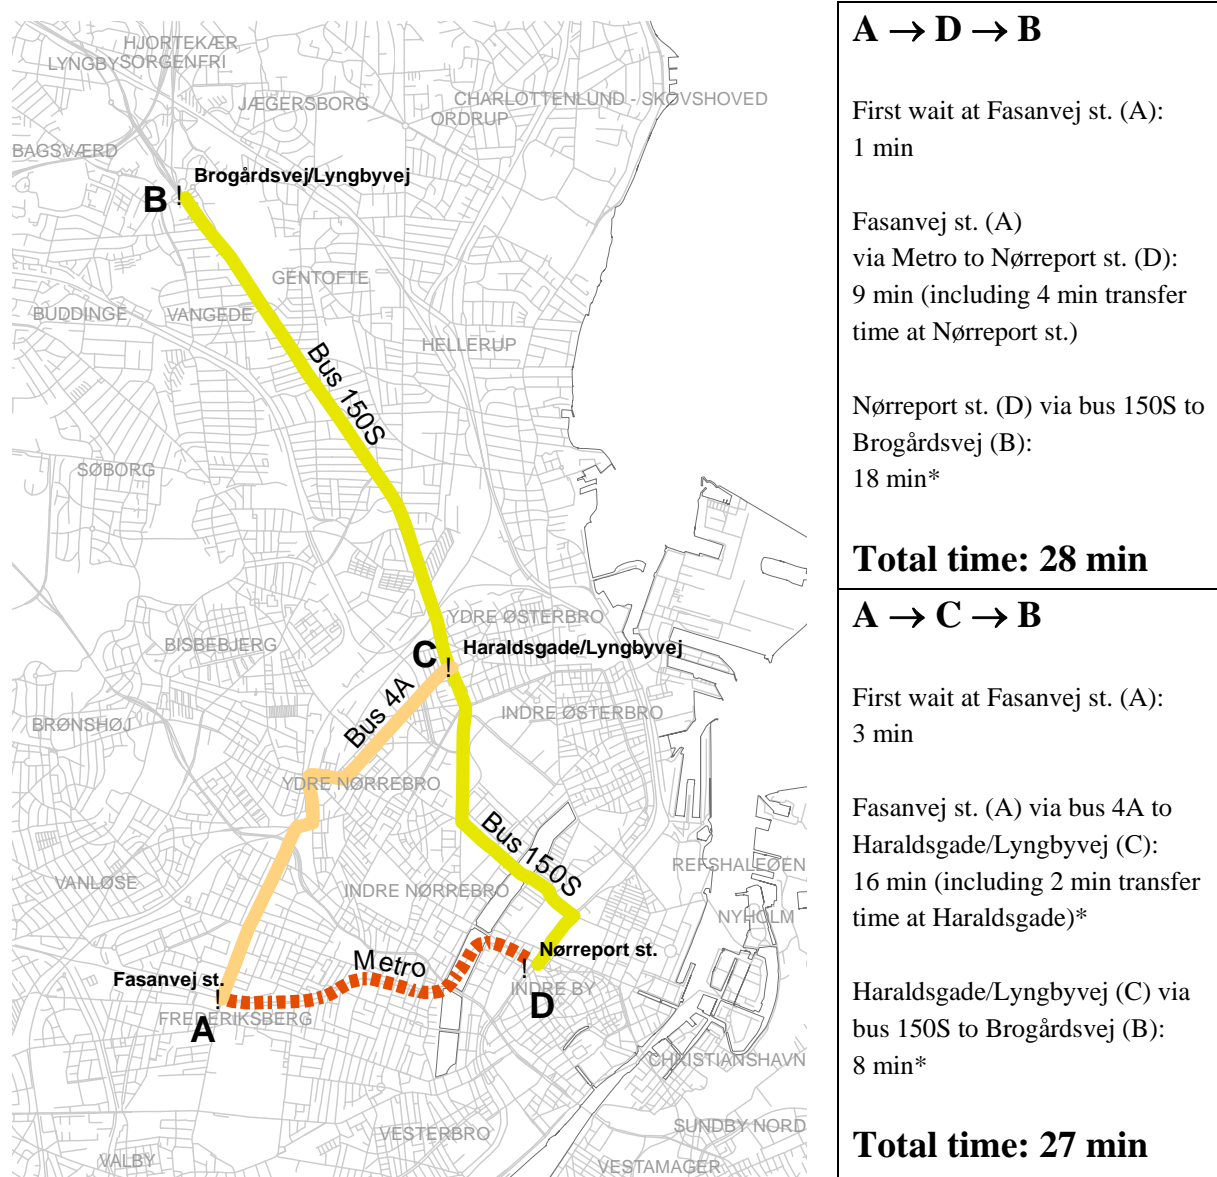 HJORTEKÆR
LYNGBYSORGENFRI
JÆGERSBORG
CHARLOTTENLUND - SKOVSHOVED
ORDRUP
BAGSVÆRD
Brogårdsvej/Lyngbyvej
B !
GENTOFTE
BUDDINGE
VANGEDE
HELLERUP
Bus 150S
SØBORG
YDRE ØSTERBRO
BISBEBJERG
C !
Haraldsgade/Lyngbyvej
Bus 4A
INDRE ØSTERBRO
BRØNSHØJ
YDRE NØRREBRO
Bus 150S
REFSHALEØEN
VANLØSE
INDRE NØRREBRO
NYHOLM
Nørreport st.
Metro
Fasanvej st.
!
!
INDRE BY
D
FREDERIKSBERG
A
CHRISTIANSHAVN
SUNDBY NORD
VESTERBRO
VALBY
VESTAMAGER
A → D → B
First wait at Fasanvej st. (A):
1 min
Fasanvej st. (A)
via Metro to Nørreport st. (D):
9 min (including 4 min transfer
time at Nørreport st.)
Nørreport st. (D) via bus 150S to
Brogårdsvej (B):
18 min*
Total time: 28 min
A → C → B
First wait at Fasanvej st. (A):
3 min
Fasanvej st. (A) via bus 4A to
Haraldsgade/Lyngbyvej (C):
16 min (including 2 min transfer
time at Haraldsgade)*
Haraldsgade/Lyngbyvej (C) via
bus 150S to Brogårdsvej (B):
8 min*
Total time: 27 min